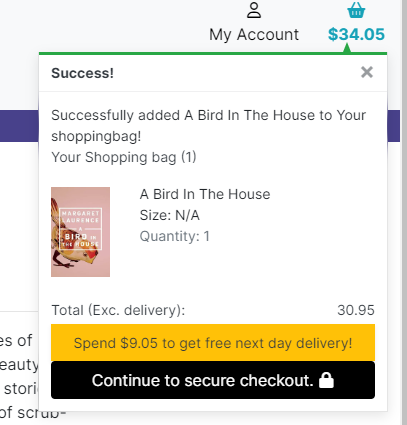 My Account
$34.05
Success!
×
Successfully added A Bird In The House to Your
shoppingbag!
Your Shopping bag (1)
MARGARET
LAURENCE
A
BIRD IN
THE HOUSE
A Bird In The House
Size: N/A
Quantity: 1
Total (Exc. delivery): 30.95
Spend $9.05 to get free next day delivery!
Continue to secure checkout.
es of
eauty
stori
of scrub-